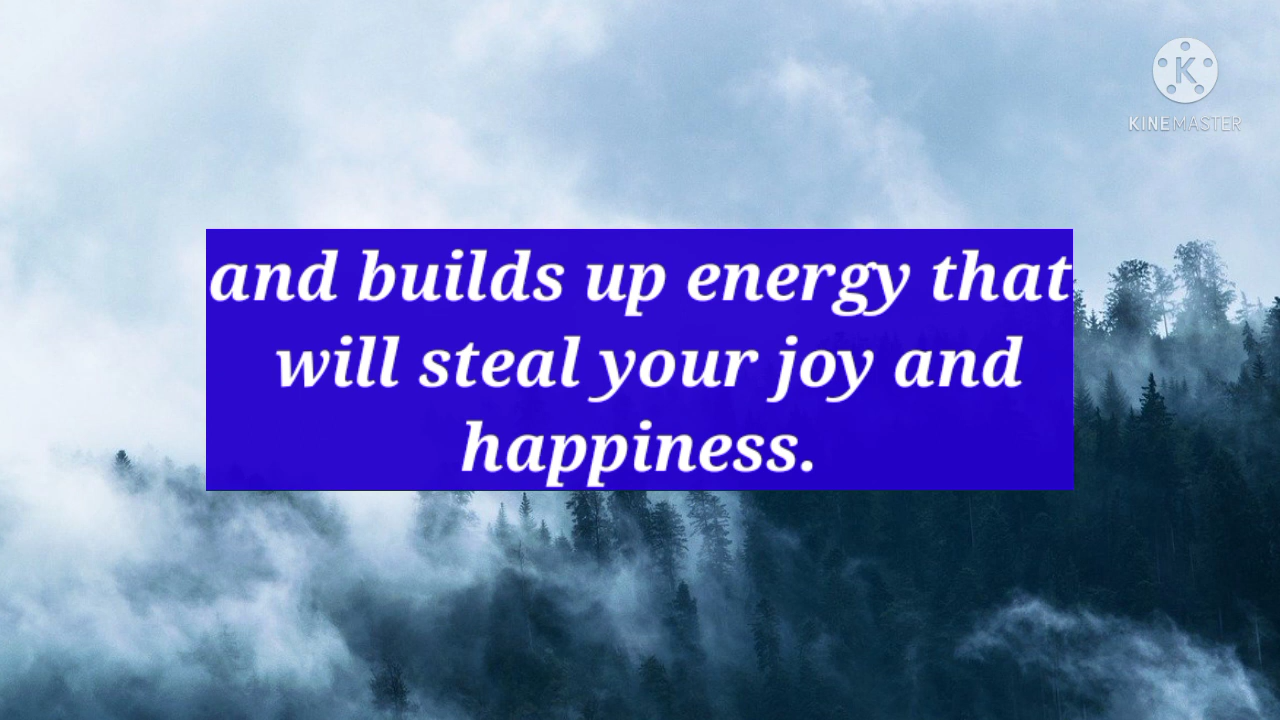 K
KINEMASTER
and builds up energy that
will steal your joy and
happiness.